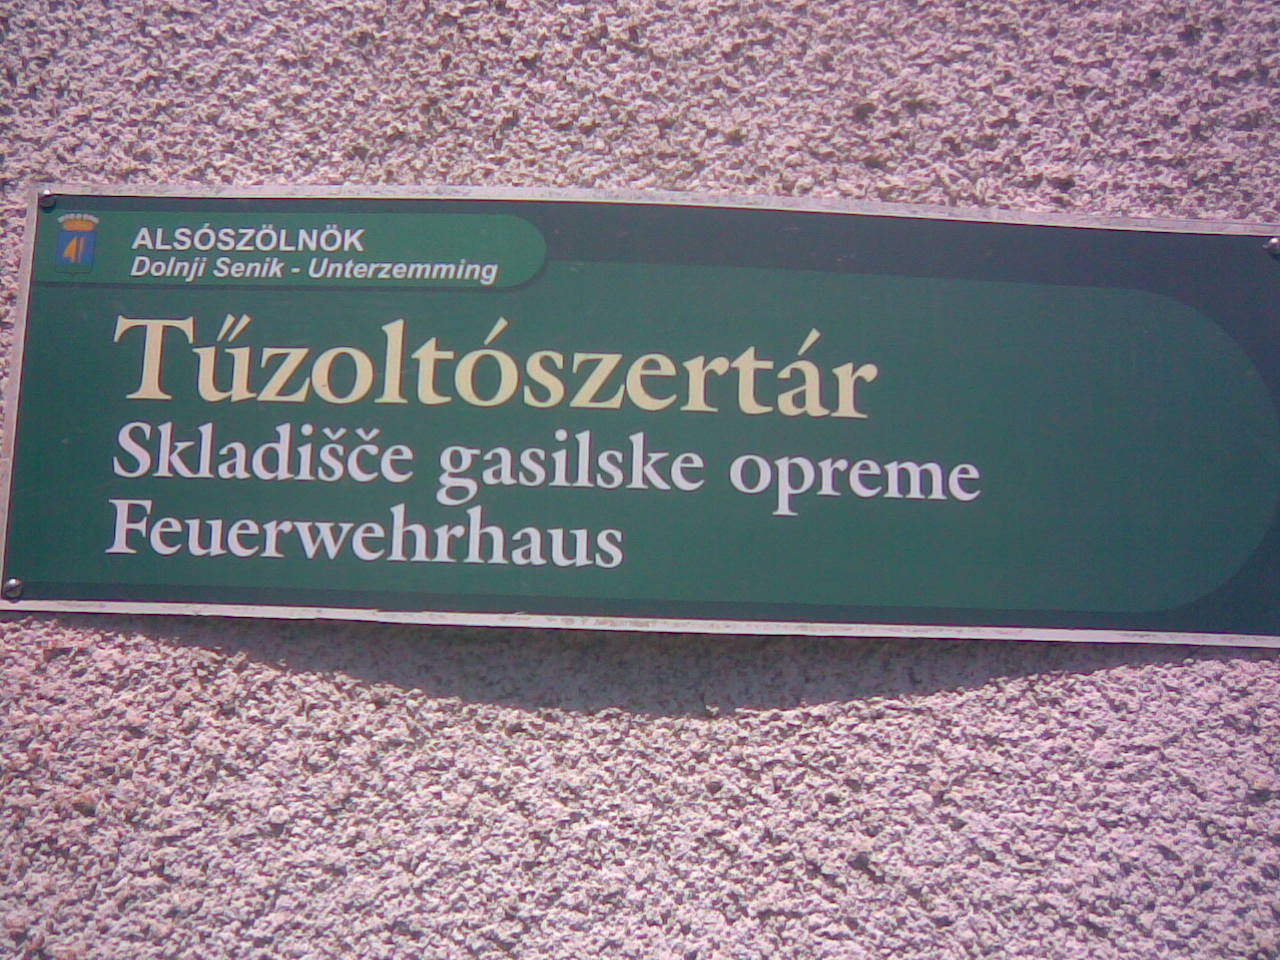 ALSÓSZÖLNÖK
Dolnji Senik - Unterzemming
Tűzoltószertár
Skladišče gasilske opreme
Feuerwehrhaus